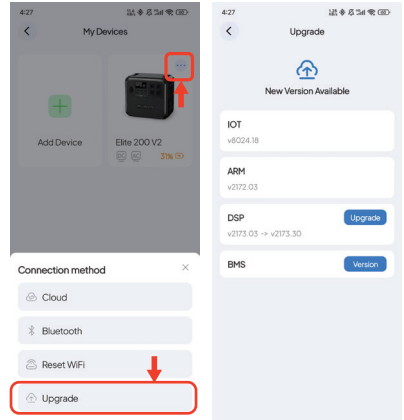 4:27
My Devices
Add Device
Elite 200 V2
31%
Connection method
Cloud
Bluetooth
Reset WiFi
Upgrade
4:27
Upgrade
New Version Available
IOT
v8024.18
ARM
v2172.03
DSP
Upgrade
v2173.03 -> v2173.30
BMS
Version